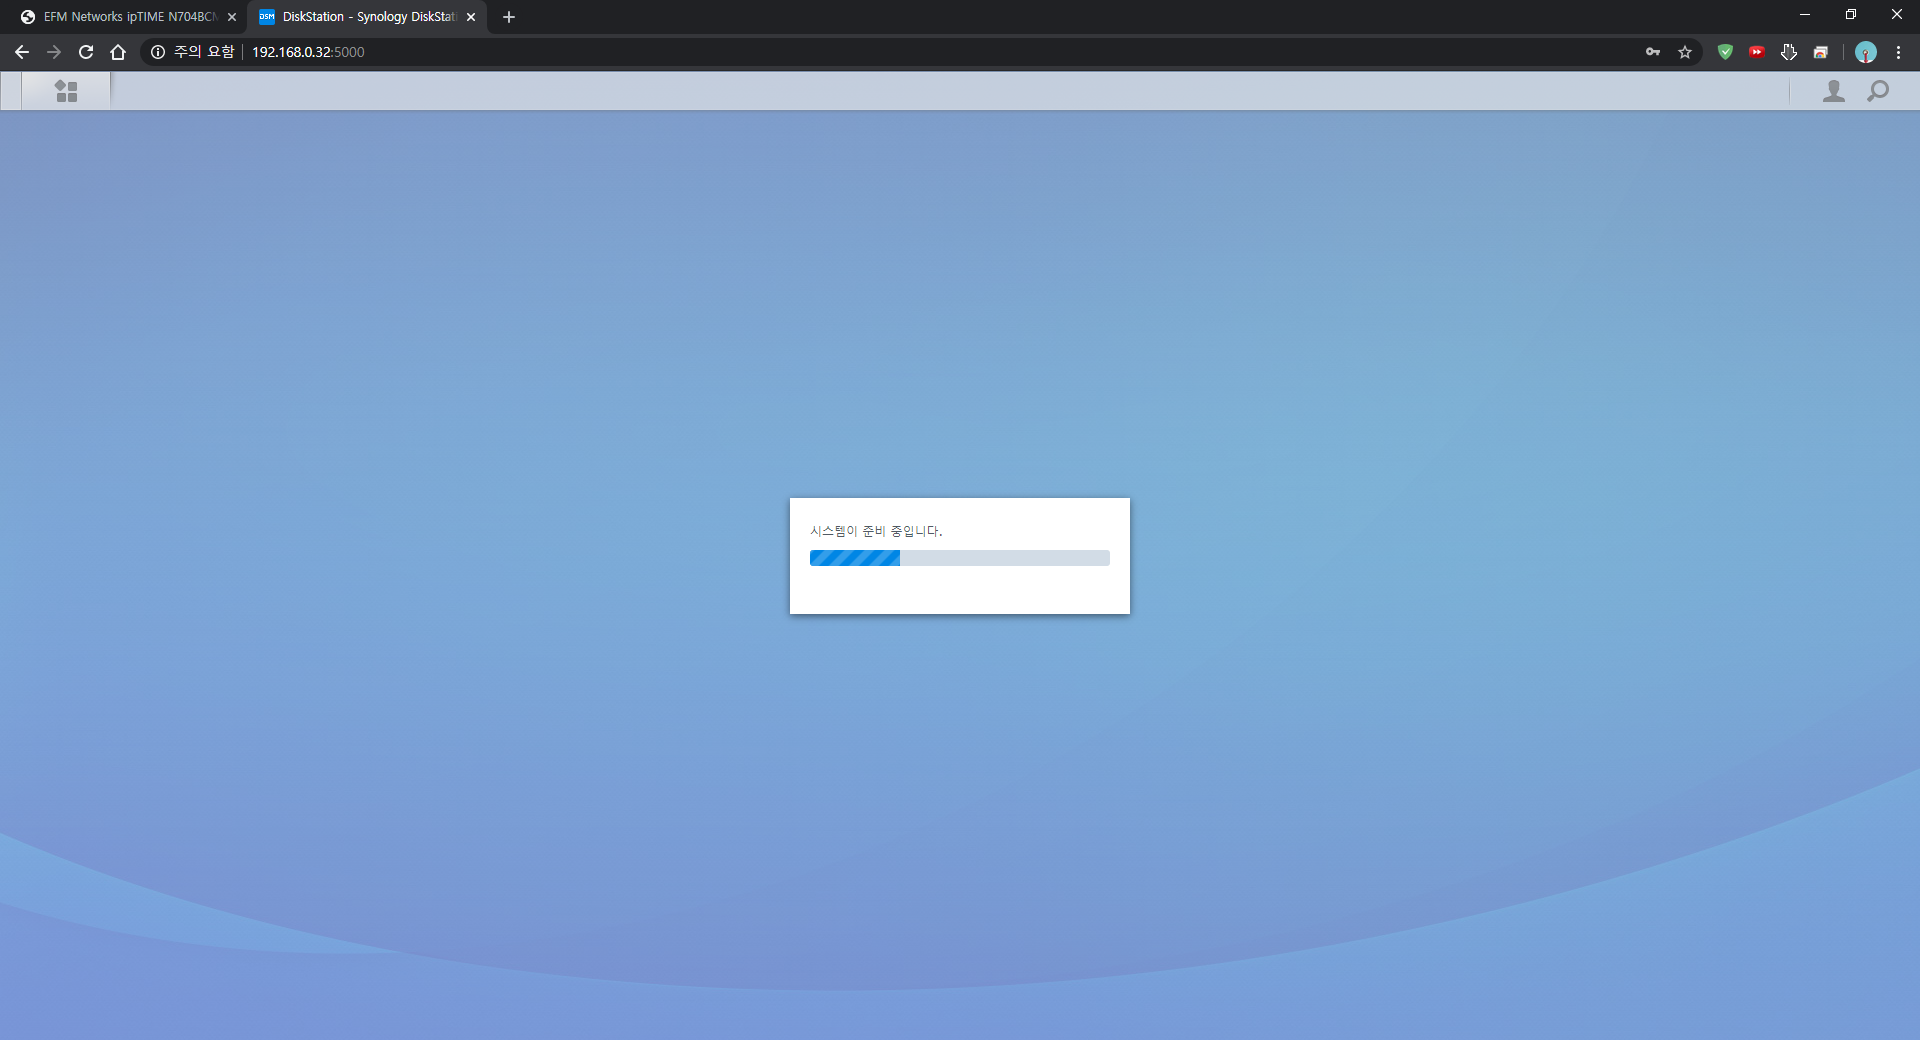 EFM Networks ipTIME N704BCM
DSM DiskStation - Synology DiskStati
주의 요함 192.168.0.32:5000
시스템이 준비 중입니다.